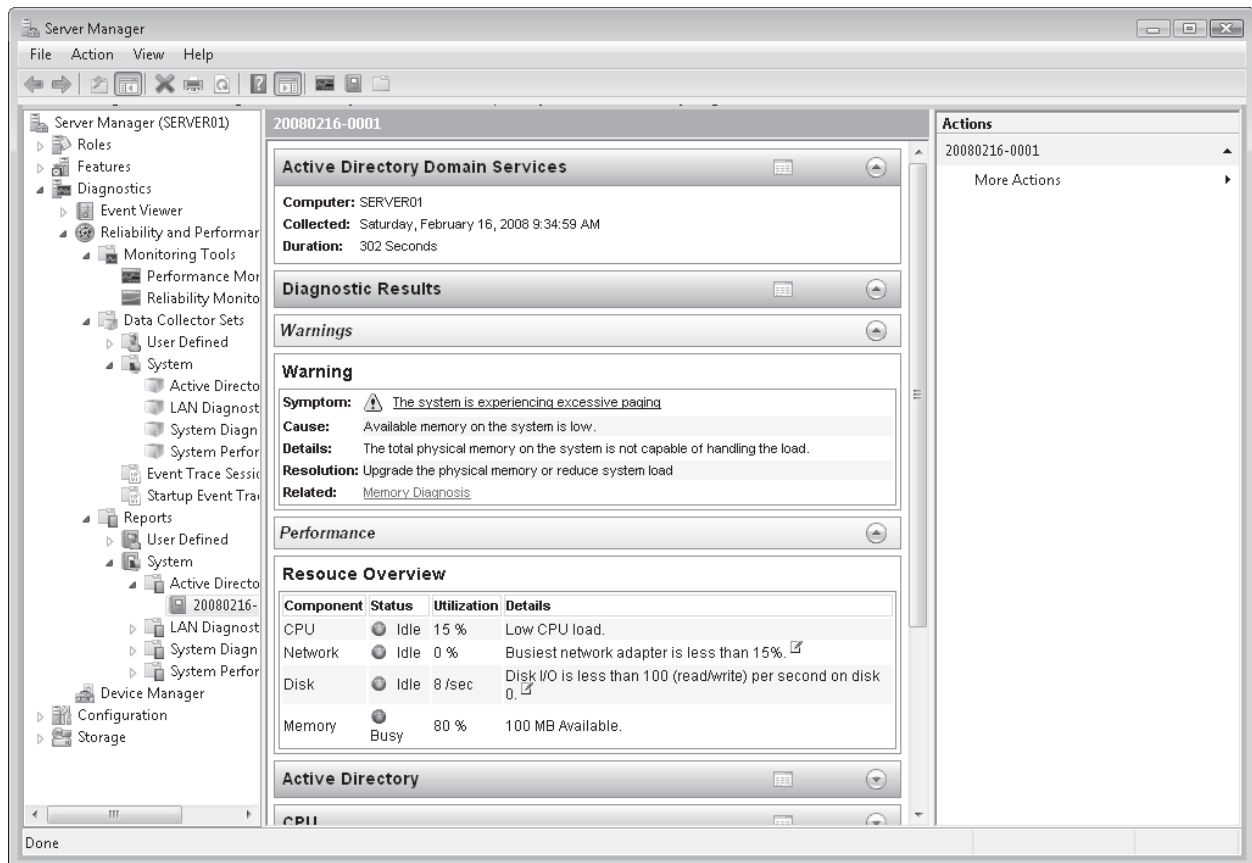 Server Manager
File Action View Help
Server Manager (SERVER01)
Roles
Features
Diagnostics
Event Viewer
Reliability and Performar
Monitoring Tools
Performance Mor
Reliability Monito
Data Collector Sets
User Defined
System
Active Directo
LAN Diagnost
System Diagn
System Perfor
Event Trace Sessic
Startup Event Tra
Reports
User Defined
System
Active Directo
20080216-
LAN Diagnost
System Diagn
System Perfor
Device Manager
Configuration
Storage
20080216-0001
Active Directory Domain Services
Computer: SERVER01
Collected: Saturday, February 16, 2008 9:34:59 AM
Duration: 302 Seconds
Diagnostic Results
Warnings
Warning
Symptom: The system is experiencing excessive paging
Cause: Available memory on the system is low.
Details: The total physical memory on the system is not capable of handling the load.
Resolution: Upgrade the physical memory or reduce system load
Related: Memory Diagnosis
Performance
Resouce Overview
Component Status Utilization Details
CPU Idle 15 % Low CPU load.
Network Idle 0 % Busiest network adapter is less than 15%.
Disk Idle 8 /sec Disk I/O is less than 100 (read/write) per second on disk
0.
Memory Busy 80 % 100 MB Available.
Active Directory
CPU
Actions
20080216-0001
More Actions
Done